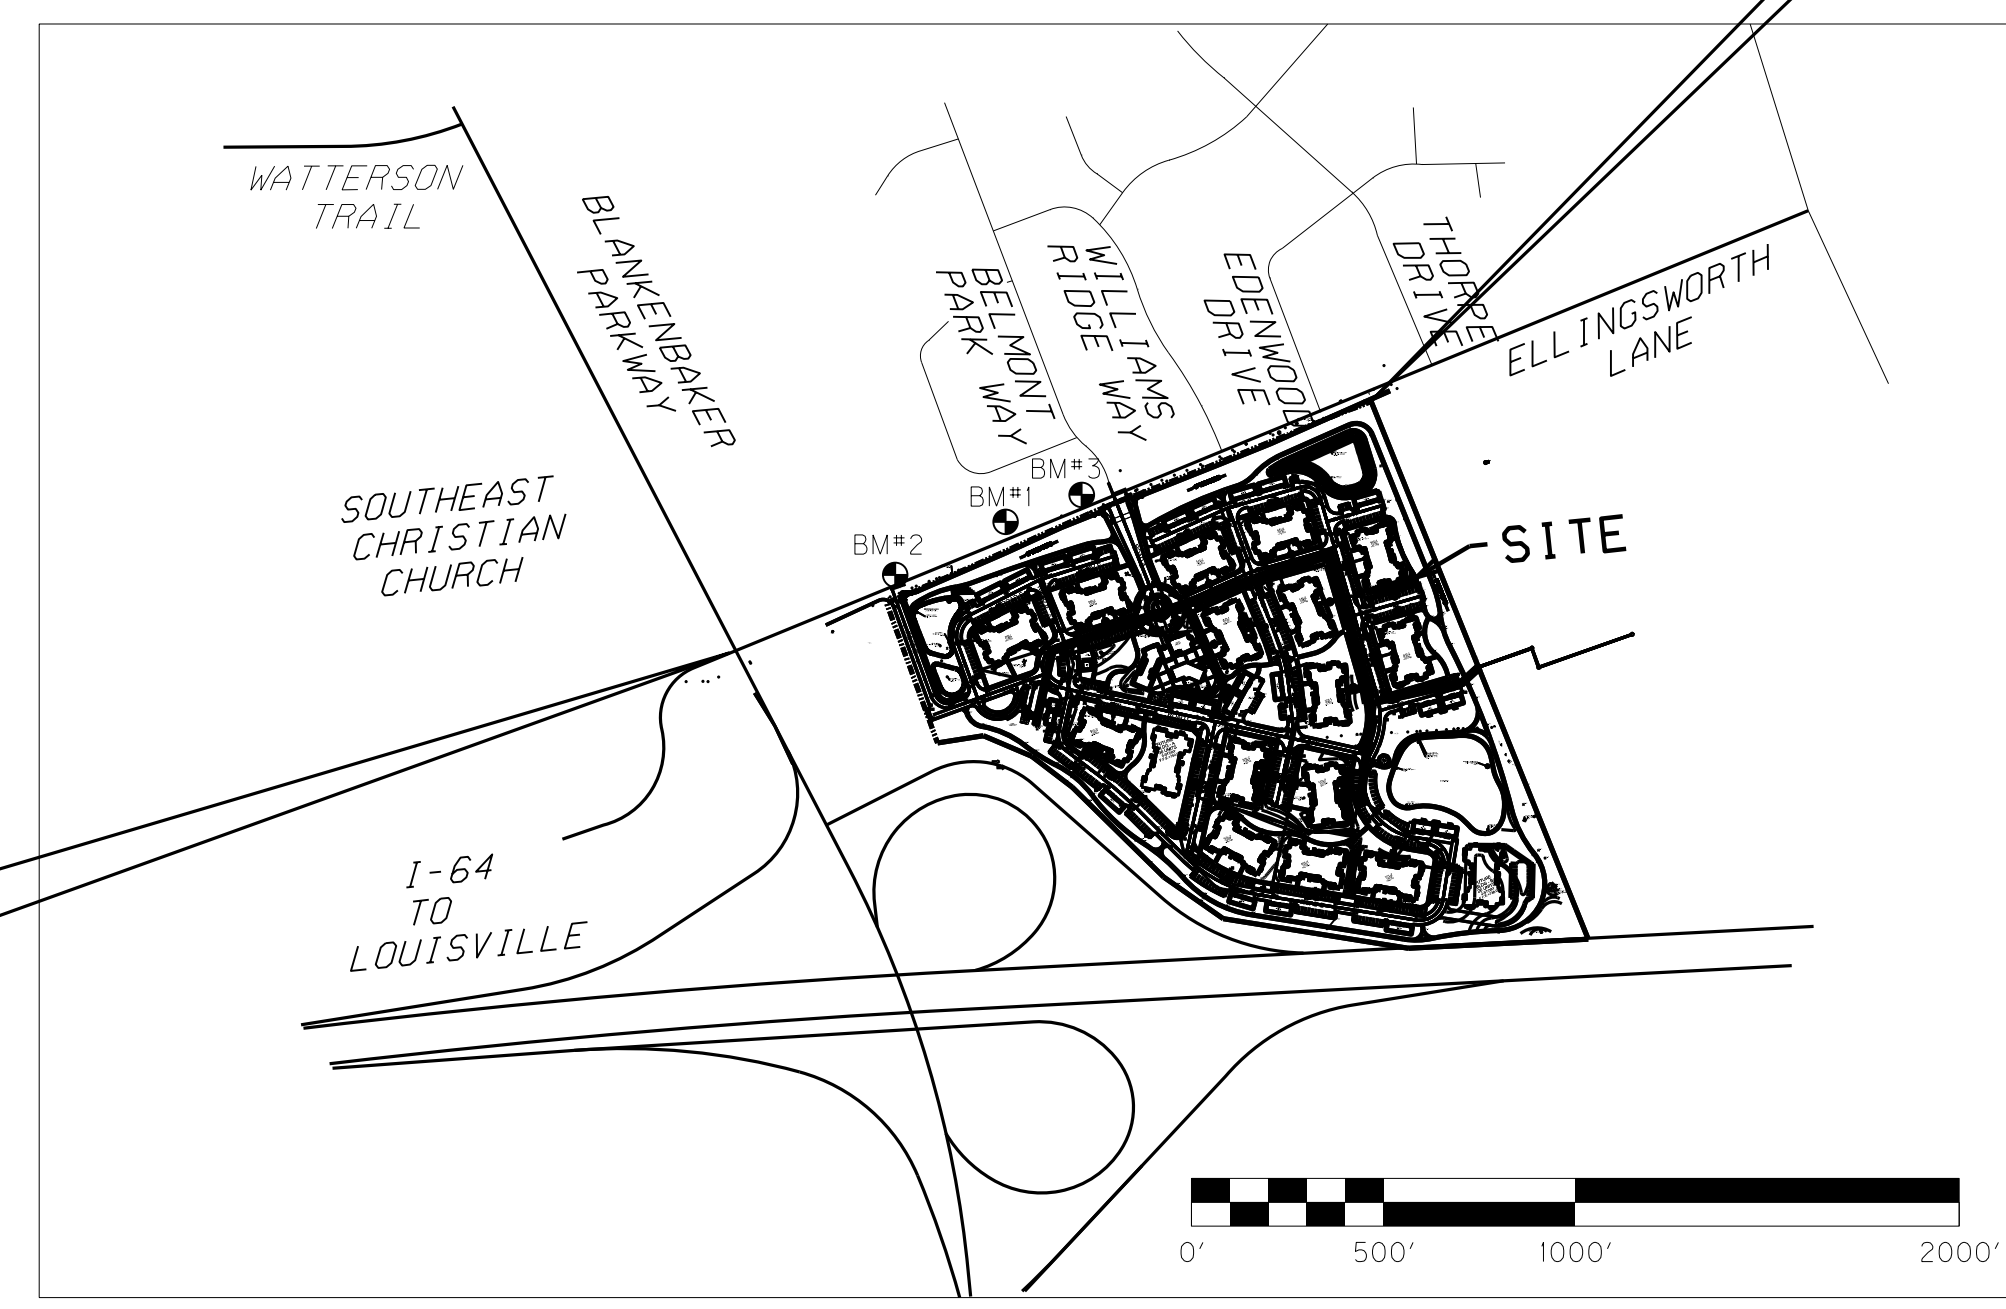 WATTERSON
TRAIL
BLANKENBAKER
PARKWAY
BELMONT
PARK WAY
WILLIAMS
RIDGE WAY
EDENWOOD
DRIVE
THORPE
DRIVE
ELLINGSWORTH
LANE
SOUTHEAST
CHRISTIAN
CHURCH
BM#3
BM#1
BM#2
SITE
I-64
TO
LOUISVILLE
0' 500' 1000' 2000'